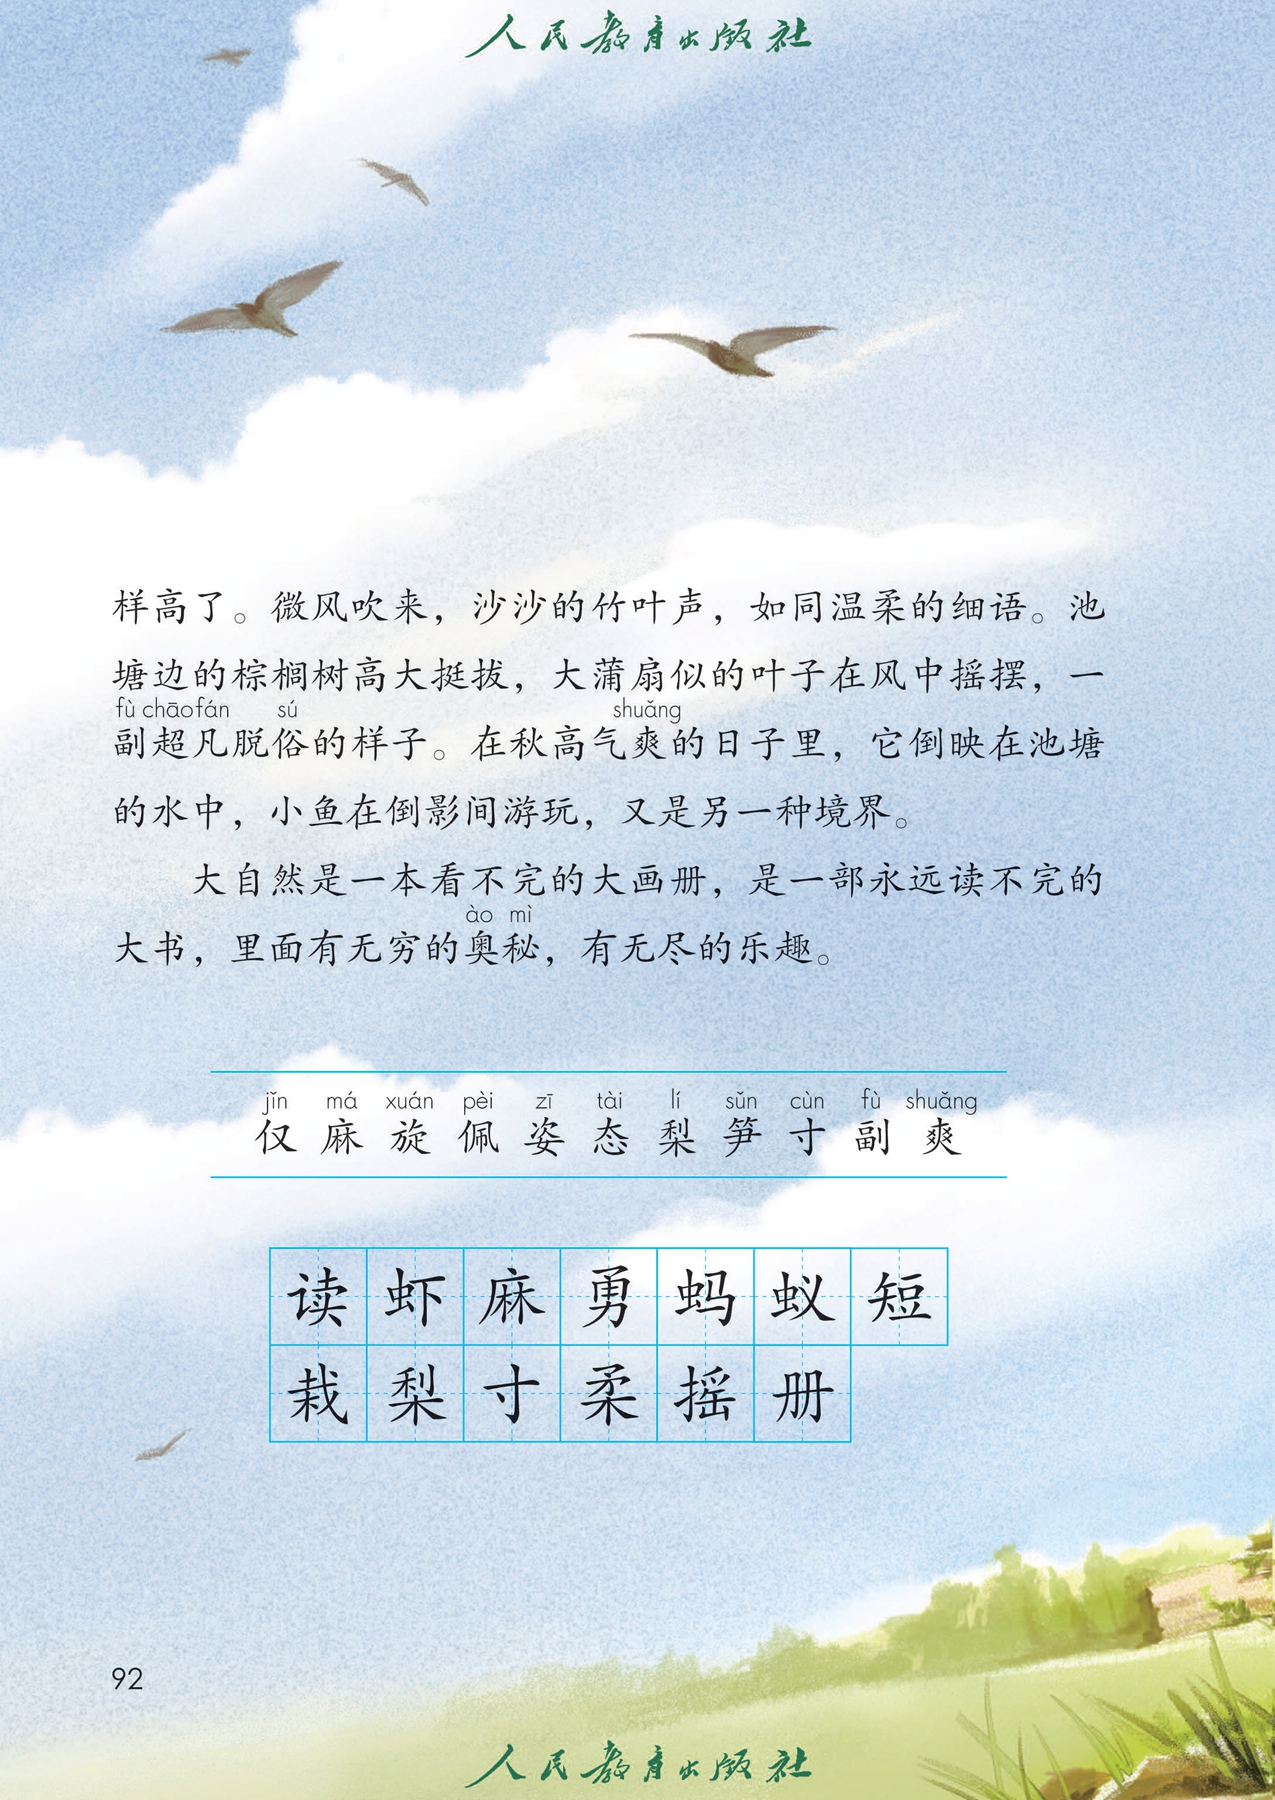 人民教育出版社
样高了。微风吹来，沙沙的竹叶声，如同温柔的细语。池
塘边的棕榈树高大挺拔，大蒲扇似的叶子在风中摇摆，一
fù chāo fán sú shuǎng
副超凡脱俗的样子。在秋高气爽的日子里，它倒映在池塘
的水中，小鱼在倒影间游玩，又是另一种境界。
大自然是一本看不完的大画册，是一部永远读不完的
ào mì
大书，里面有无穷的奥秘，有无尽的乐趣。
jǐn má xuán pèi zī tài lí sǔn cùn fù shuǎng
仅 麻 旋 佩 姿 态 梨 笋 寸 副 爽
读 虾 麻 勇 蚂 蚁 短
栽 梨 寸 柔 摇 册
92
人民教育出版社